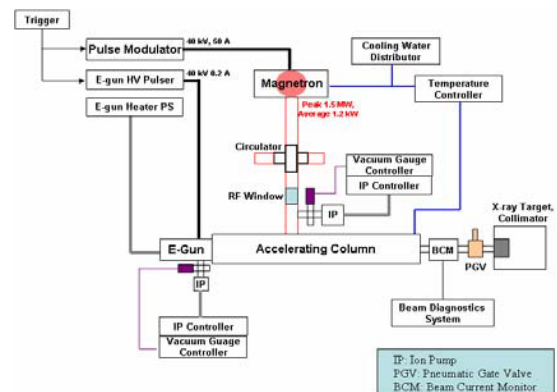 Trigger
Pulse Modulator
40 kV, 50 A
E-gun HV Pulser
40 kV 0.2 A
E-gun Heater PS
Magnetron
Peak 1.5 MW,
Average 1.2 kW
Cooling Water
Distributor
Temperature
Controller
Circulator
Vacuum Gauge
Controller
IP Controller
RF Window
IP
X-ray Target,
Collimator
E-Gun
Accelerating Column
BCM
PGV
IP
Beam Diagnostics
System
IP Controller
Vacuum Guage
Controller
IP: Ion Pump
PGV: Pneumatic Gate Valve
BCM: Beam Current Monitor